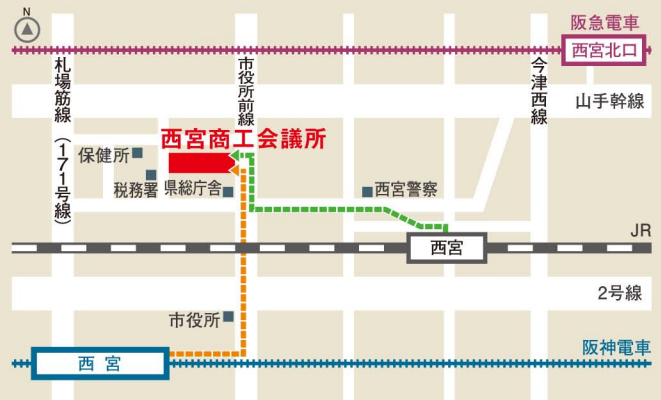 N
阪急電車
西宮北口
札場筋線（171号線）
市役所前線
今津西線
山手幹線
西宮商工会議所
保健所
税務署
県総庁舎
西宮警察
JR
西宮
2号線
市役所
阪神電車
西宮